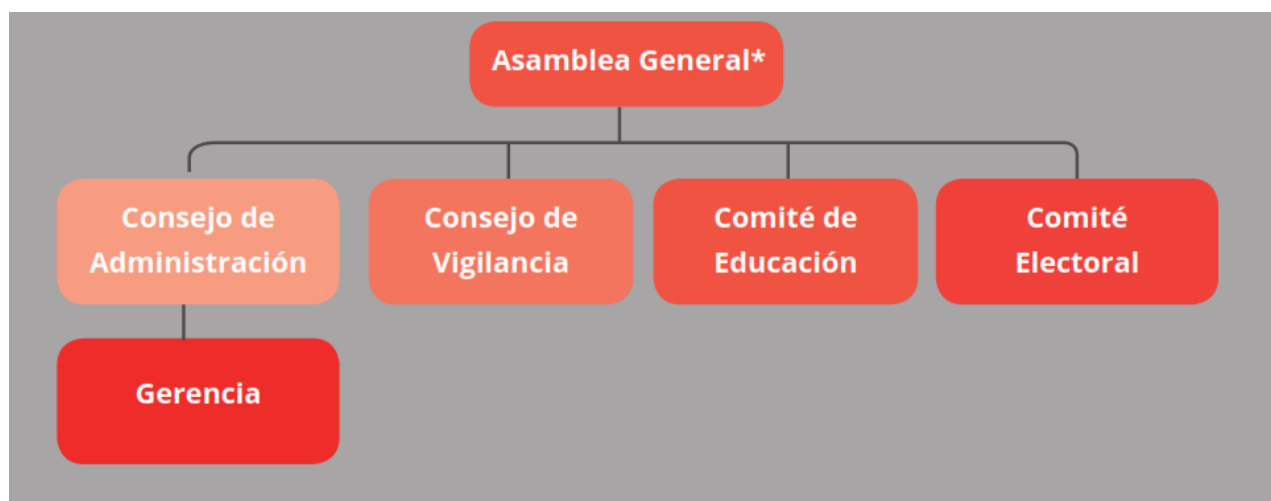 Asamblea General*
Consejo de
Administración
Consejo de
Vigilancia
Comité de
Educación
Comité
Electoral
Gerencia